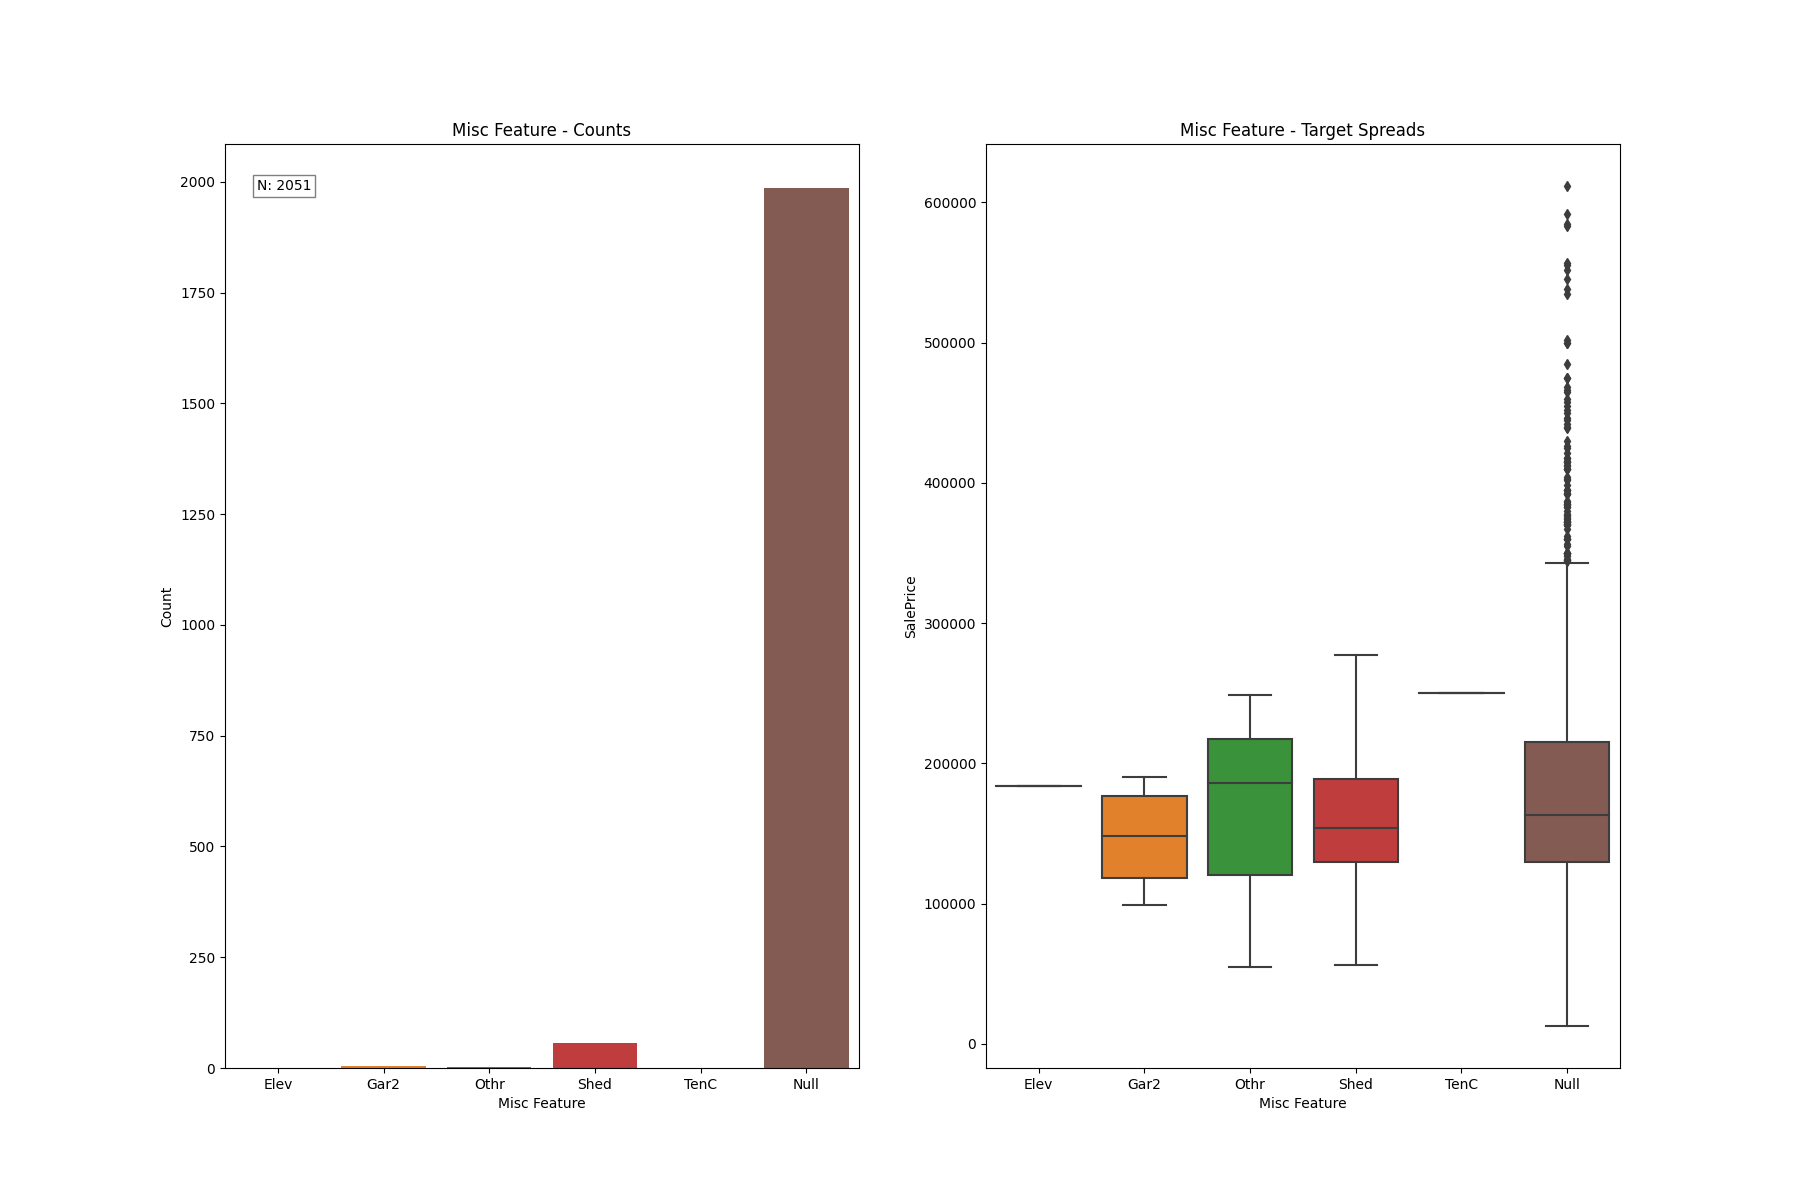 Misc Feature - Counts
N: 2051
2000
1750
1500
1250
1000
750
500
250
0
Count
Elev Gar2 Othr Shed TenC Null
Misc Feature
Misc Feature - Target Spreads
600000
500000
400000
300000
200000
100000
0
SalePrice
Elev Gar2 Othr Shed TenC Null
Misc Feature